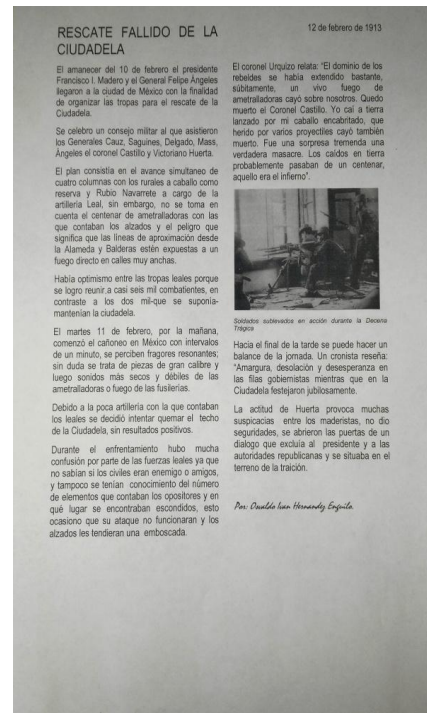 RESCATE FALLIDO DE LA
CIUDADELA
El amanecer del 10 de febrero el presidente
Francisco I. Madero y el General Felipe Ángeles
llegaron a la ciudad de México con la finalidad
de organizar las tropas para el rescate de la
Ciudadela.
Se celebro un consejo militar al que asistieron
los Generales Cauz, Saguines, Delgado, Mass,
Ángeles el coronel Castillo y Victoriano Huerta.
El plan consistía en el avance simultaneo de
cuatro columnas con los rurales a caballo como
reserva y Rubio Navarrete a cargo de la
artillería Leal, sin embargo, no se toma en
cuenta el centenar de ametralladoras con las
que contaban los alzados y el peligro que
significa que las líneas de aproximación desde
la Alameda y Balderas estén expuestas a un
fuego directo en calles muy anchas.
Había optimismo entre las tropas leales porque
se logro reunir a casi seis mil combatientes, en
contraste a los dos mil que se suponía
mantenían la ciudadela.
El martes 11 de febrero, por la mañana,
comenzó el cañoneo en México con intervalos
de un minuto, se perciben fragores resonantes;
sin duda se trata de piezas de gran calibre y
luego sonidos más secos y débiles de las
ametralladoras o fuego de las fusilerías.
Debido a la poca artillería con la que contaban
los leales se decidió intentar quemar el techo
de la Ciudadela, sin resultados positivos.
Durante el enfrentamiento hubo mucha
confusión por parte de las fuerzas leales ya que
no sabían si los civiles eran enemigo o amigos,
y tampoco se tenían conocimiento del número
de elementos que contaban los opositores y en
qué lugar se encontraban escondidos, esto
ocasiono que su ataque no funcionaran y los
alzados les tendieran una emboscada.
12 de febrero de 1913
El coronel Urquizo relata: "El dominio de los
rebeldes se había extendido bastante,
súbitamente, un vivo fuego de
ametralladoras cayó sobre nosotros. Quedo
muerto el Coronel Castillo. Yo caí a tierra
lanzado por mi caballo encabritado, que
herido por varios proyectiles cayó también
muerto. Fue una sorpresa tremenda una
verdadera masacre. Los caídos en tierra
probablemente pasaban de un centenar,
aquello era el infierno".
Soldados sublevados en acción durante la Decena
Trágica
Hacia el final de la tarde se puede hacer un
balance de la jornada. Un cronista reseña:
"Amargura, desolación y desesperanza en
las filas gobiernistas mientras que en la
Ciudadela festejaron jubilosamente.
La actitud de Huerta provoca muchas
suspicacias entre los maderistas, no dio
seguridades, se abrieron las puertas de un
dialogo que excluía al presidente y a las
autoridades republicanas y se situaba en el
terreno de la traición.
Por: Osvaldo Ivan Hernandez Enguilo.